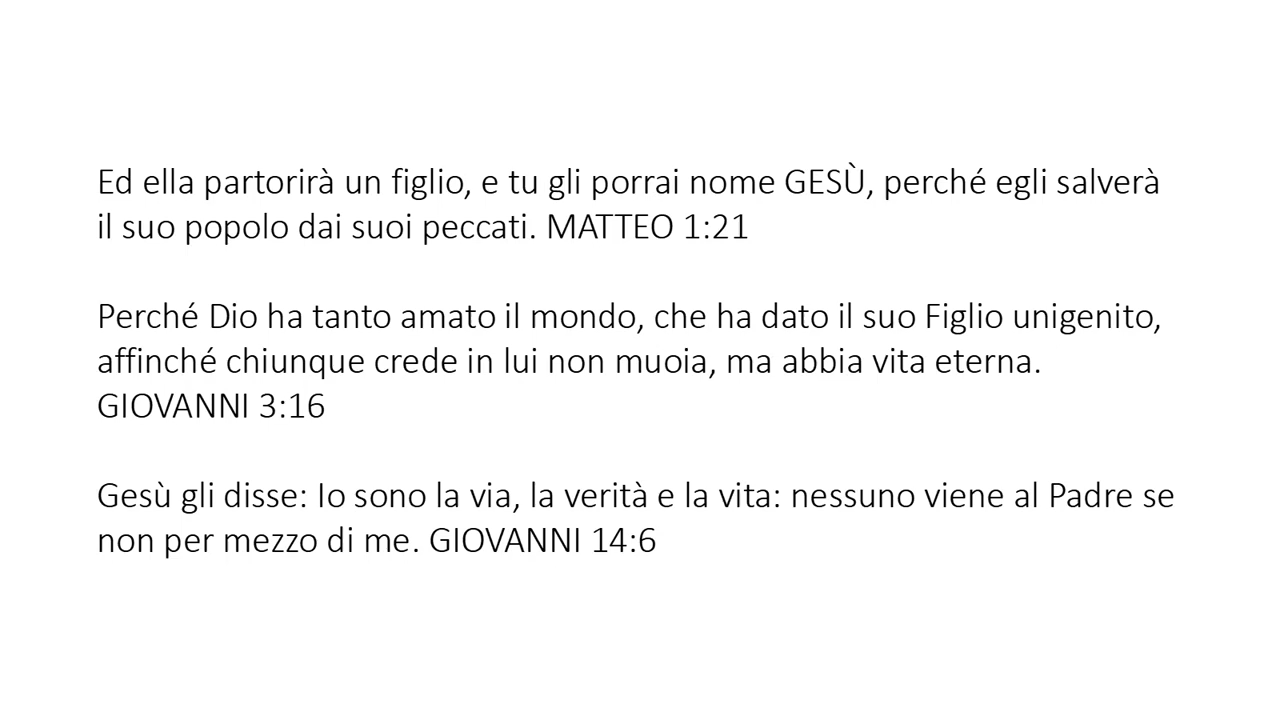 Ed ella partorirà un figlio, e tu gli porrai nome GESÙ, perché egli salverà
il suo popolo dai suoi peccati. MATTEO 1:21
Perché Dio ha tanto amato il mondo, che ha dato il suo Figlio unigenito,
affinché chiunque crede in lui non muoia, ma abbia vita eterna.
GIOVANNI 3:16
Gesù gli disse: Io sono la via, la verità e la vita: nessuno viene al Padre se
non per mezzo di me. GIOVANNI 14:6